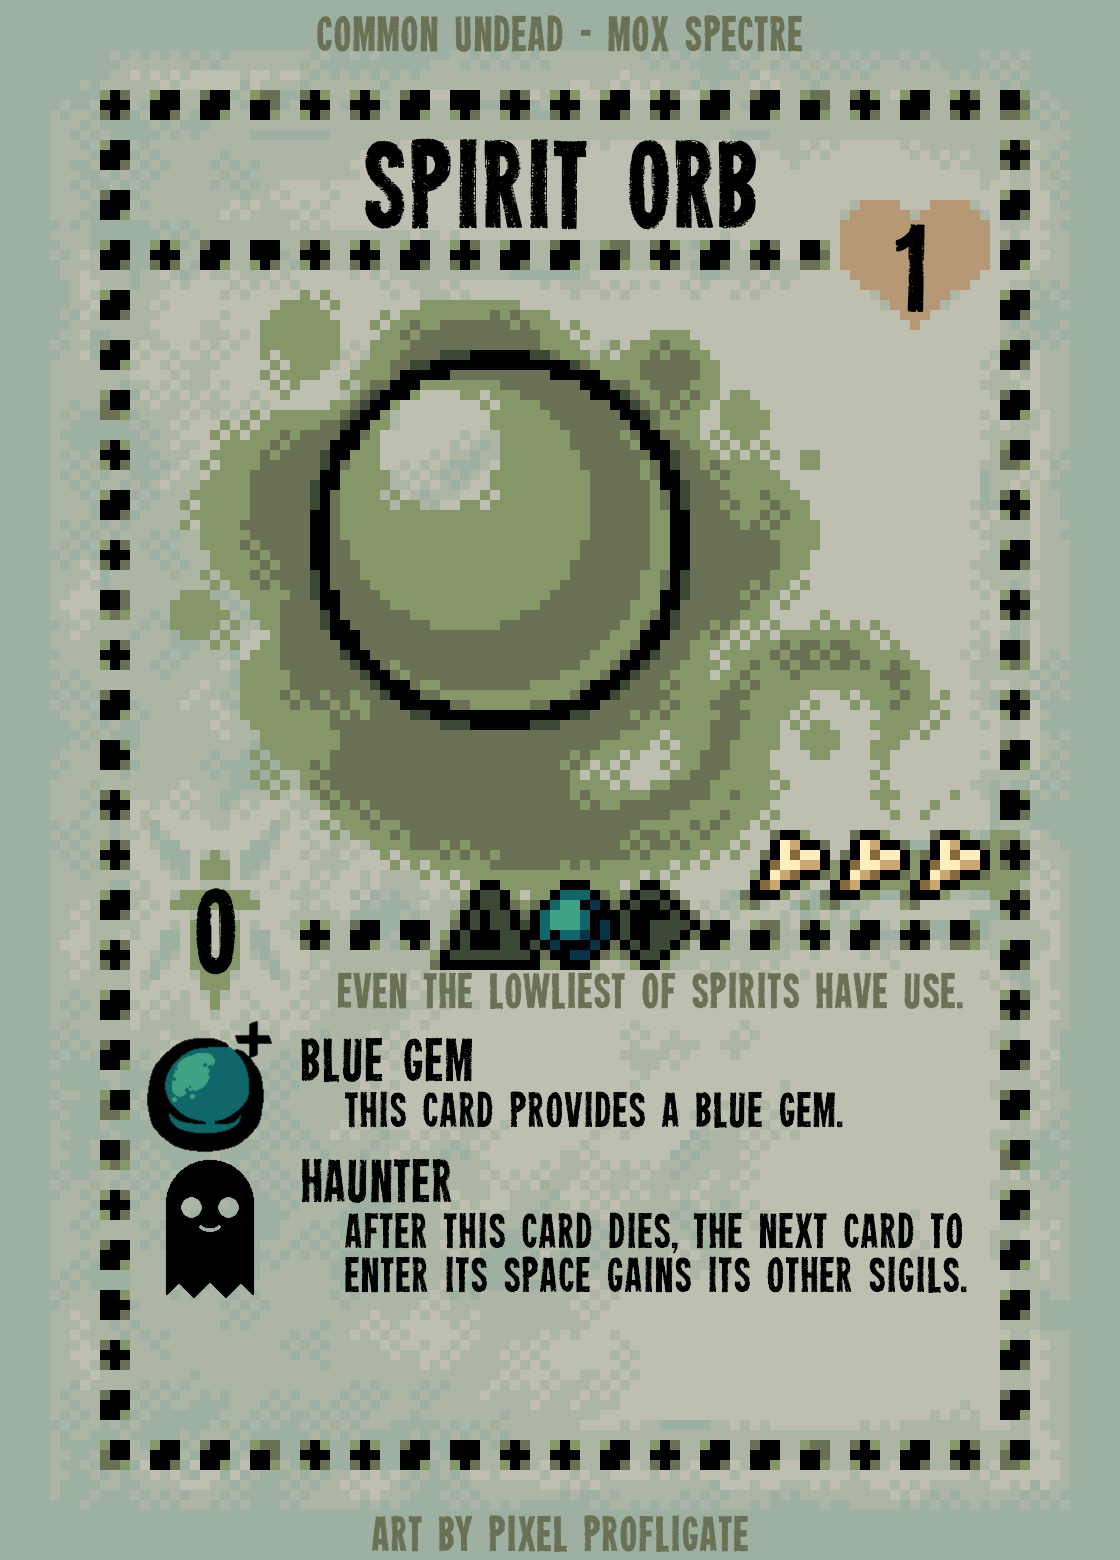 COMMON UNDEAD - MOX SPECTRE
SPIRIT ORB
1
0
EVEN THE LOWLIEST OF SPIRITS HAVE USE.
BLUE GEM
THIS CARD PROVIDES A BLUE GEM.
HAUNTER
AFTER THIS CARD DIES, THE NEXT CARD TO
ENTER ITS SPACE GAINS ITS OTHER SIGILS.
ART BY PIXEL PROFLIGATE